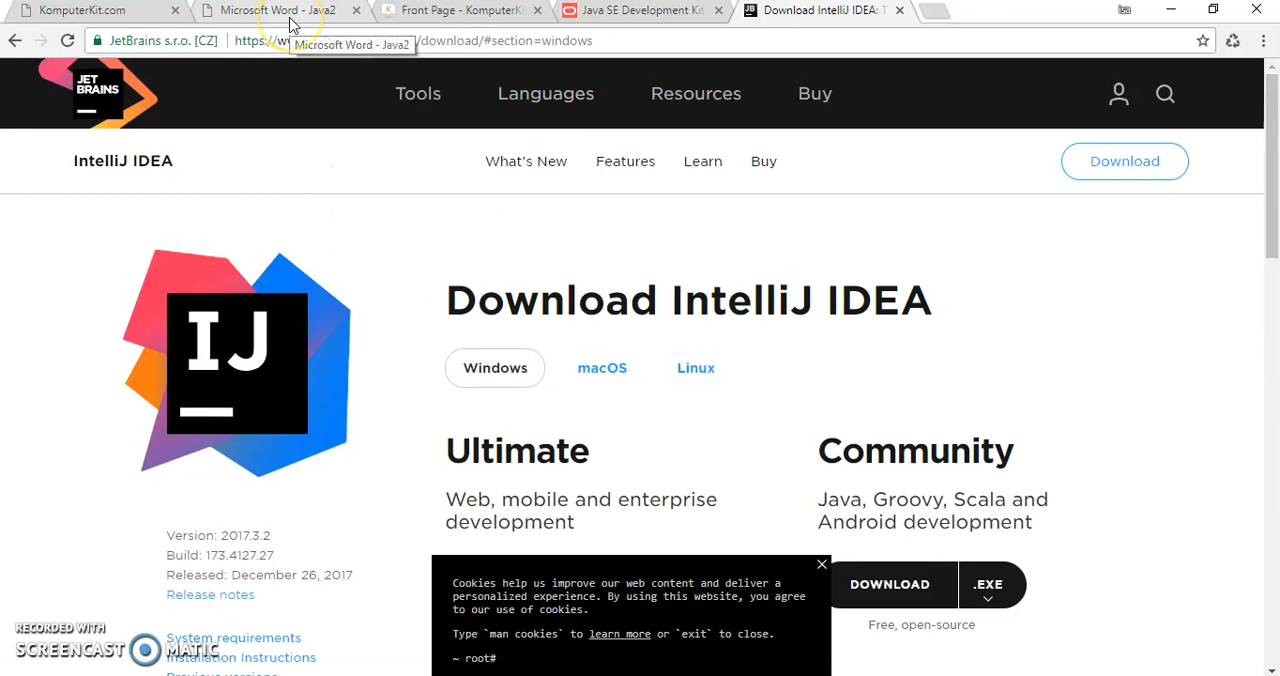 KomputerKit.com
Microsoft Word - Java2
Front Page - KomputerKi
Java SE Development Kit
Download IntelliJ IDEA: T
JetBrains s.r.o. [CZ]
https://w
/download/#section=windows
Microsoft Word - Java2
JET
BRAINS
Tools
Languages
Resources
Buy
IntelliJ IDEA
What's New
Features
Learn
Buy
Download
IJ
Download IntelliJ IDEA
Windows
macOS
Linux
Ultimate
Community
Web, mobile and enterprise
development
Java, Groovy, Scala and
Android development
Version: 2017.3.2
Build: 173.4127.27
Released: December 26, 2017
Release notes
System requirements
Installation Instructions
Cookies help us improve our web content and deliver a
personalized experience. By using this website, you agree
to our use of cookies.
Type `man cookies` to learn more or `exit` to close.
~ root#
DOWNLOAD
.EXE
Free, open-source
RECORDED WITH
SCREENCAST MATIC